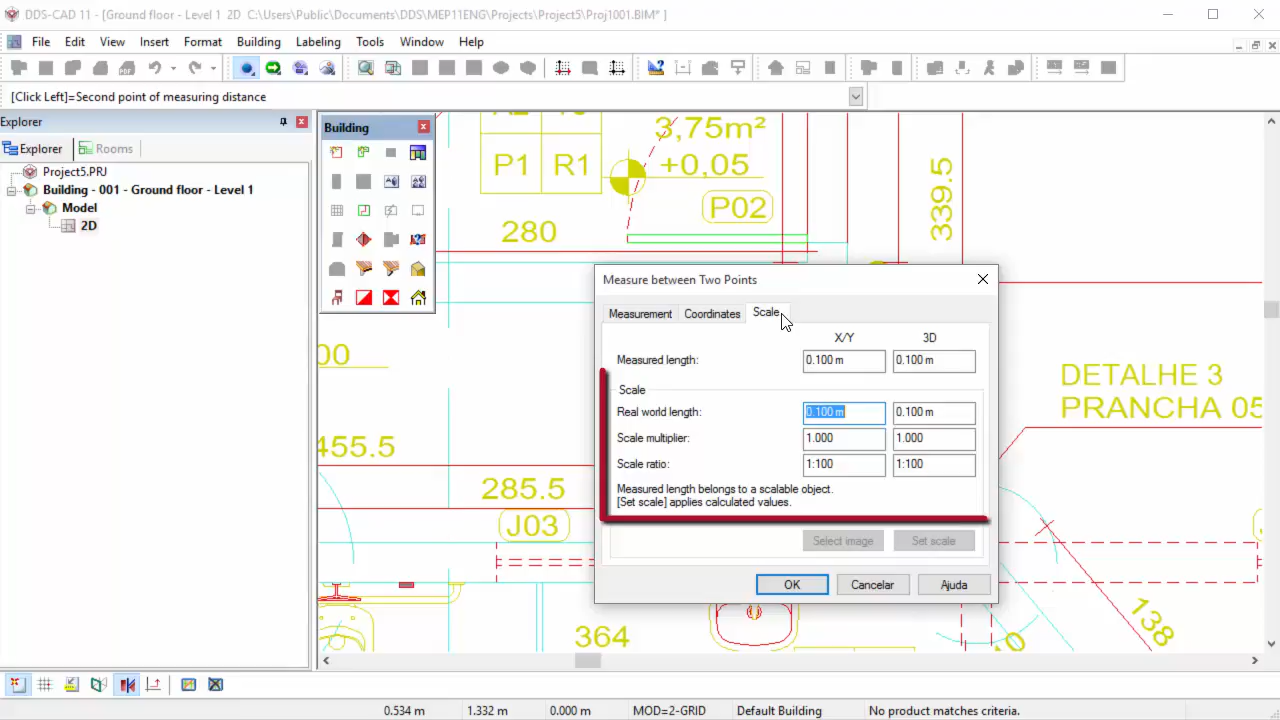 DDS-CAD 11 - [Ground floor - Level 1  2D  C:\Users\Public\Documents\DDS\MEP11ENG\Projects\Project5\Proj1001.BIM* ]
File Edit View Insert Format Building Labeling Tools Window Help
[Click Left]=Second point of measuring distance
Explorer
Explorer Rooms
Project5.PRJ
Building - 001 - Ground floor - Level 1
Model
2D
Building
P1 R1
3,75m²
+0,05
P02
280
339.5
455.5
285.5
J03
364
138
DETALHE 3
PRANCHA 05
Measure between Two Points
Measurement Coordinates Scale
X/Y 3D
Measured length: 0.100 m 0.100 m
Scale
Real world length: 0.100 m 0.100 m
Scale multiplier: 1.000 1.000
Scale ratio: 1:100 1:100
Measured length belongs to a scalable object.
[Set scale] applies calculated values.
Select image Set scale
OK Cancelar Ajuda
0.534 m 1.332 m 0.000 m MOD=2-GRID Default Building No product matches criteria.